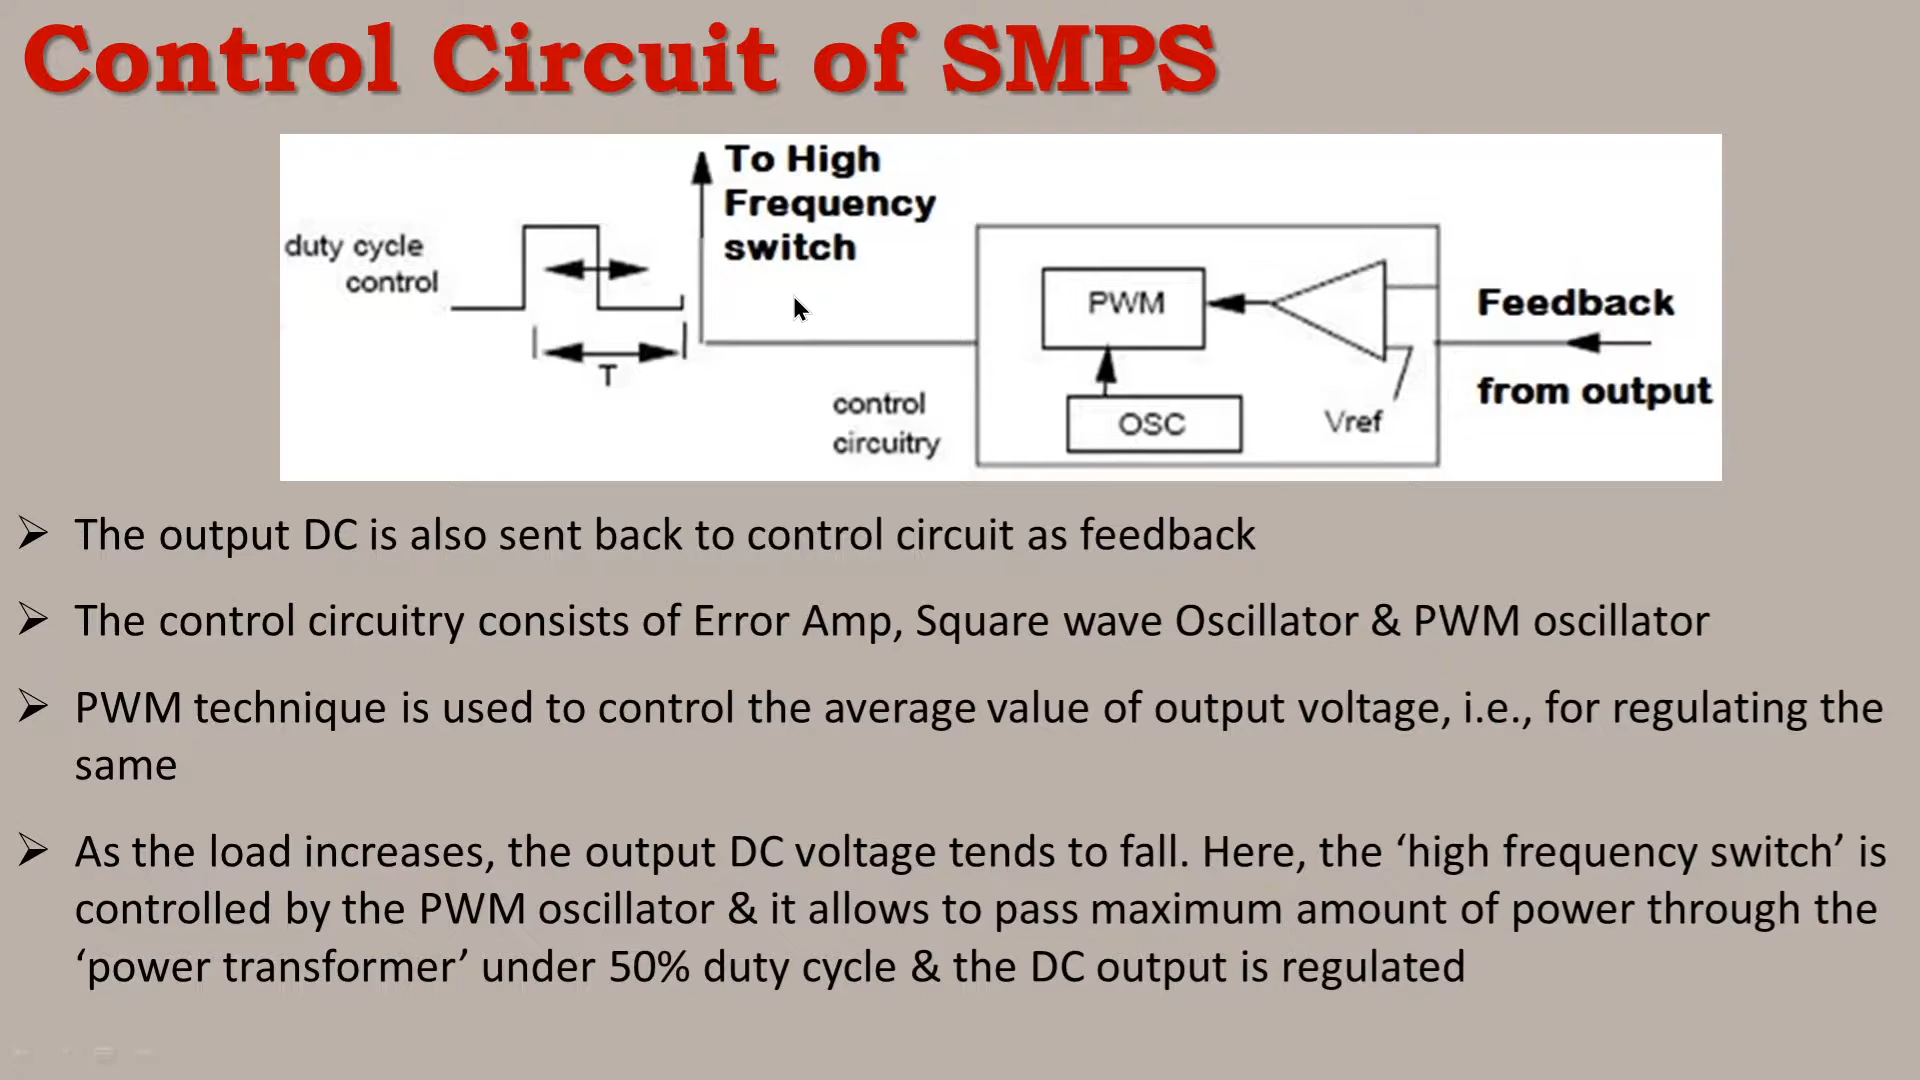 Control Circuit of SMPS
To High
Frequency
switch
duty cycle
control
T
control
circuitry
PWM
OSC
Vref
Feedback
from output
➢ The output DC is also sent back to control circuit as feedback
➢ The control circuitry consists of Error Amp, Square wave Oscillator & PWM oscillator
➢ PWM technique is used to control the average value of output voltage, i.e., for regulating the
same
➢ As the load increases, the output DC voltage tends to fall. Here, the ‘high frequency switch’ is
controlled by the PWM oscillator & it allows to pass maximum amount of power through the
‘power transformer’ under 50% duty cycle & the DC output is regulated